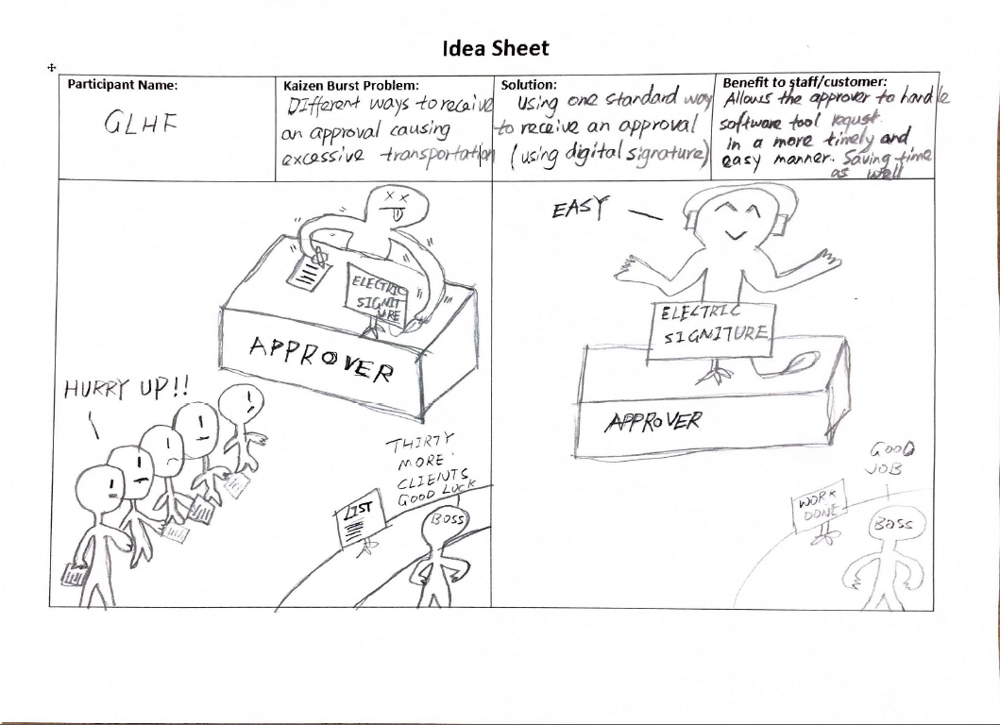 Idea Sheet
Participant Name:
GLHF
Kaizen Burst Problem:
Different ways to receive
an approval causing
excessive transportation
Solution:
Using one standard way
to receive an approval
(using digital signature)
Benefit to staff/customer:
Allows the approver to handle
software tool requst.
in a more timely and
easy manner. Saving time
as well
ELECTRIC
SIGNIT
URE
APPROVER
HURRY UP!!
THIRTY
MORE
CLIENTS
GOOD LUCK
LIST
BOSS
EASY
ELECTRIC
SIGNITURE
APPROVER
GOOD
JOB
WORK
DONE
BOSS